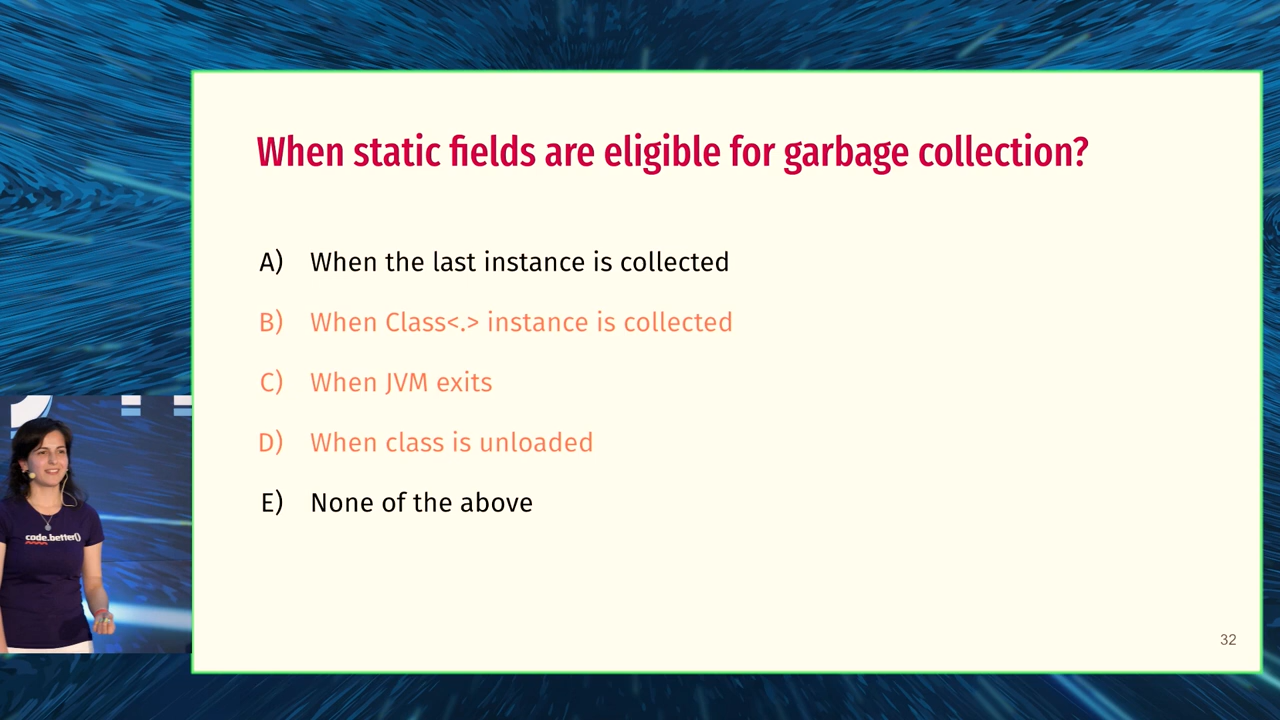 When static fields are eligible for garbage collection?
A) When the last instance is collected
B) When Class<.> instance is collected
C) When JVM exits
D) When class is unloaded
E) None of the above
code.better()
32